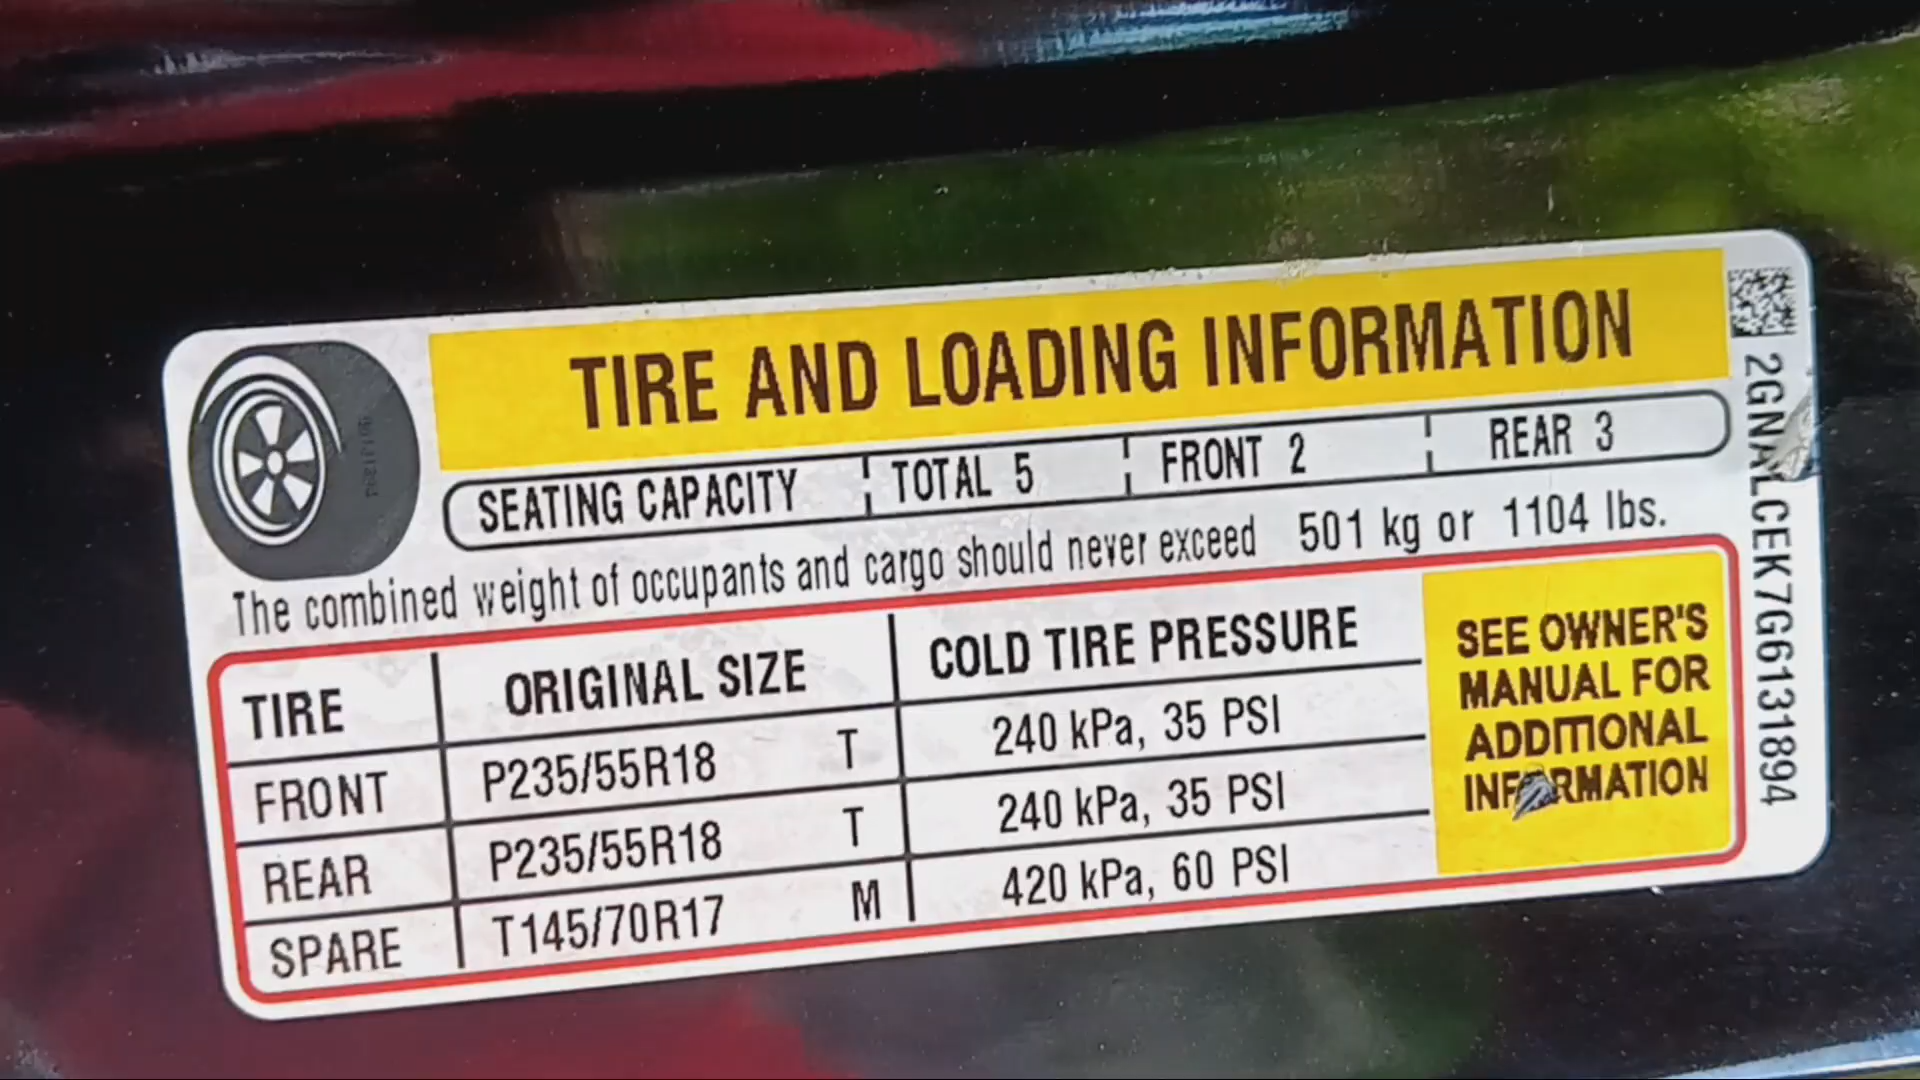 TIRE AND LOADING INFORMATION
SEATING CAPACITY TOTAL 5 FRONT 2 REAR 3
The combined weight of occupants and cargo should never exceed 501 kg or 1104 lbs.
TIRE ORIGINAL SIZE COLD TIRE PRESSURE
FRONT P235/55R18 T 240 kPa, 35 PSI
REAR P235/55R18 T 240 kPa, 35 PSI
SPARE T145/70R17 M 420 kPa, 60 PSI
SEE OWNER'S
MANUAL FOR
ADDITIONAL
INFORMATION
2GNALCEK7G6131894